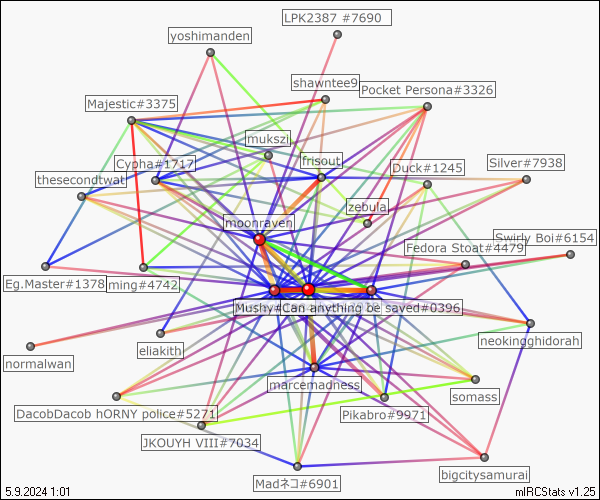 LPK2387 #7690
yoshimanden
shawntee9
Pocket Persona#3326
Majestic#3375
mukszi
frisout
Cypha#1717
Duck#1245
Silver#7938
thesecondtwat
zebula
moonraven
Swirly Boi#6154
Fedora Stoat#4479
Eg.Master#1378
ming#4742
Mushy#
Can anything be saved#0396
neokingghidorah
eliakith
normalwan
marcemadness
somass
DacobDacob hORNY police#5271
Pikabro#9971
JKOUYH VIII#7034
Madネコ#6901
bigcitysamurai
5.9.2024 1:01
mIRCStats v1.25